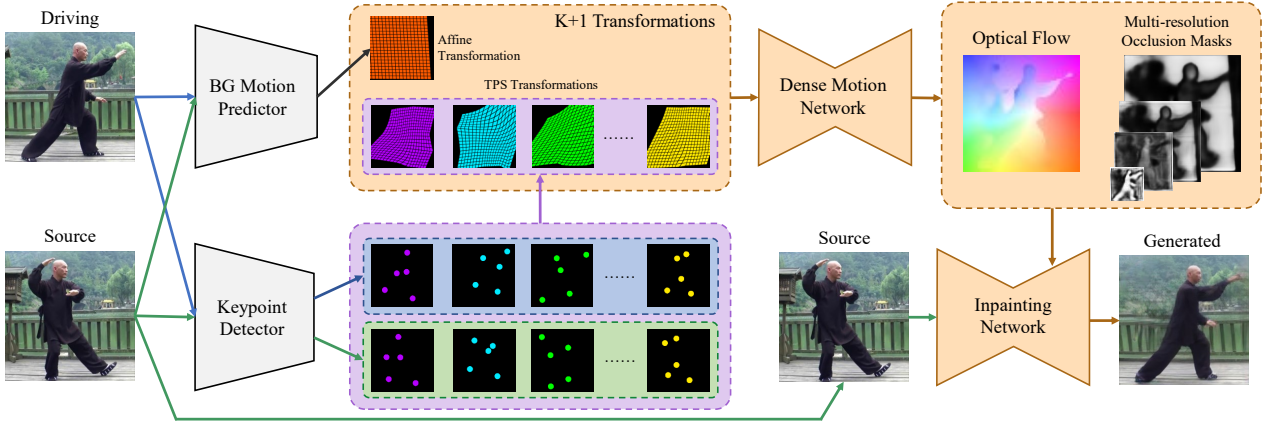 Driving
BG Motion
Predictor
K+1 Transformations
Affine
Transformation
TPS Transformations
......
Dense Motion
Network
Optical Flow
Multi-resolution
Occlusion Masks
Source
Keypoint
Detector
......
......
Source
Inpainting
Network
Generated